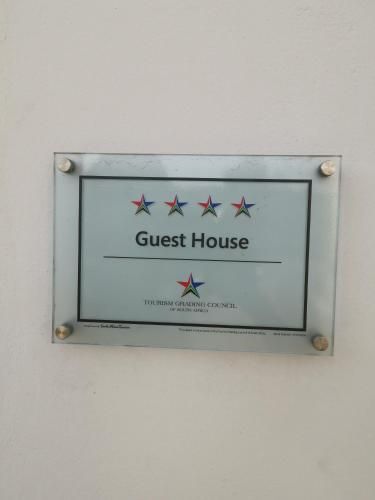 Guest House
TOURISM GRADING COUNCIL
OF SOUTH AFRICA